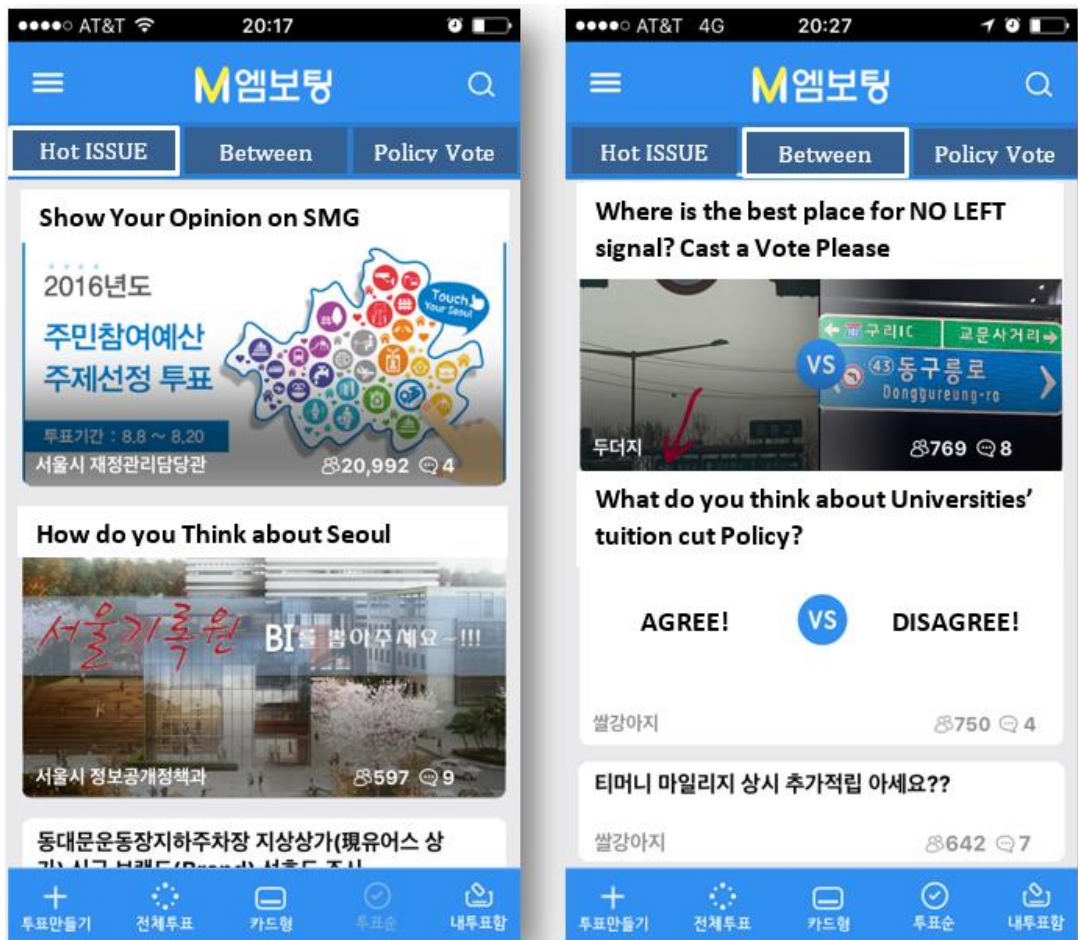 AT&T
20:17
M엠보팅
Hot ISSUE
Between
Policy Vote
Show Your Opinion on SMG
2016년도
주민참여예산
주제선정 투표
Touch
Your Seoul
투표기간 : 8.8 ~ 8.20
서울시 재정관리담당관
20,992
4
How do you Think about Seoul
서울기록원 BI를 뽑아주세요~!!!
서울시 정보공개정책과
597
9
동대문운동장지하주차장 지상상가(現유어스 상
투표만들기
전체투표
카드형
투표순
내투표함
AT&T 4G
20:27
M엠보팅
Hot ISSUE
Between
Policy Vote
Where is the best place for NO LEFT
signal? Cast a Vote Please
구리IC
교문사거리
VS
43 동구릉로
Donggureung-ro
두더지
769
8
What do you think about Universities’
tuition cut Policy?
AGREE!
VS
DISAGREE!
쌀강아지
750
4
티머니 마일리지 상시 추가적립 아세요??
쌀강아지
642
7
투표만들기
전체투표
카드형
투표순
내투표함